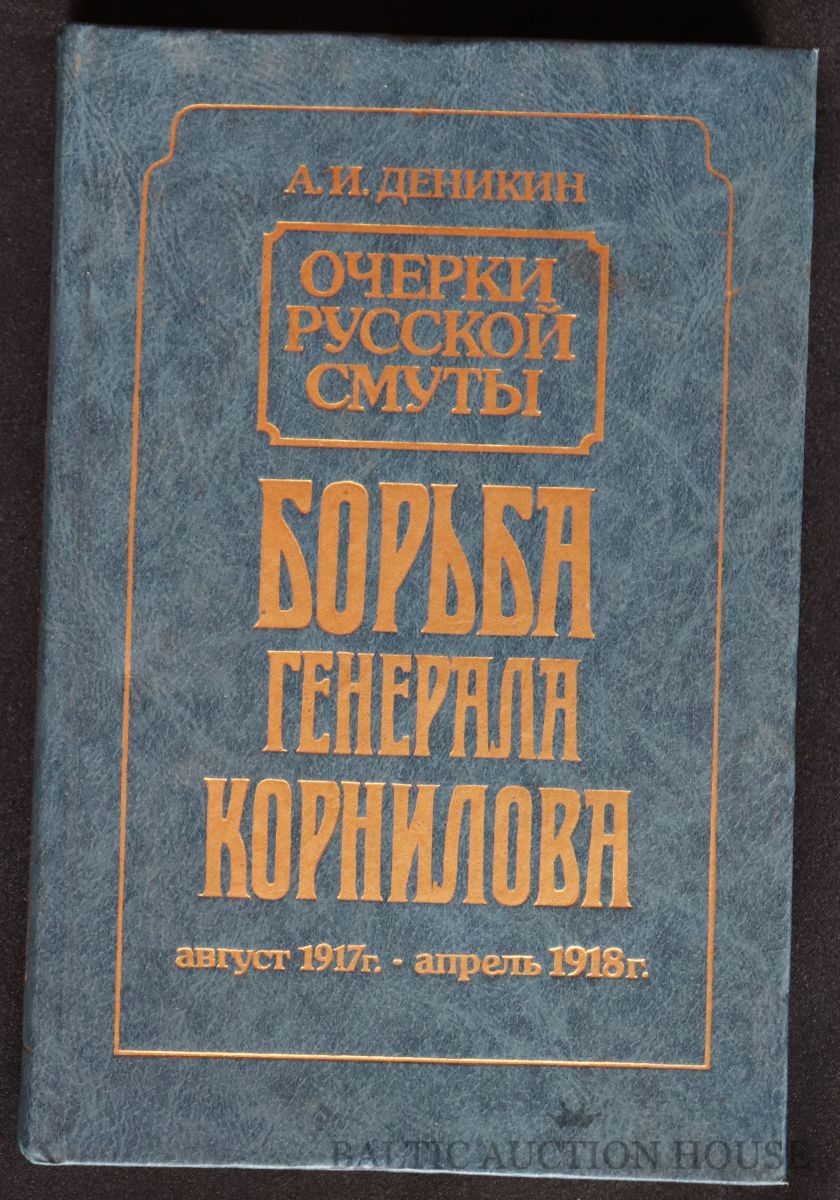 А.И. ДЕНИКИН
ОЧЕРКИ
РУССКОЙ
СМУТЫ
БОРЬБА
ГЕНЕРАЛА
КОРНИЛОВА
август 1917г. - апрель 1918г.
BALTIC AUCTION HOUSE